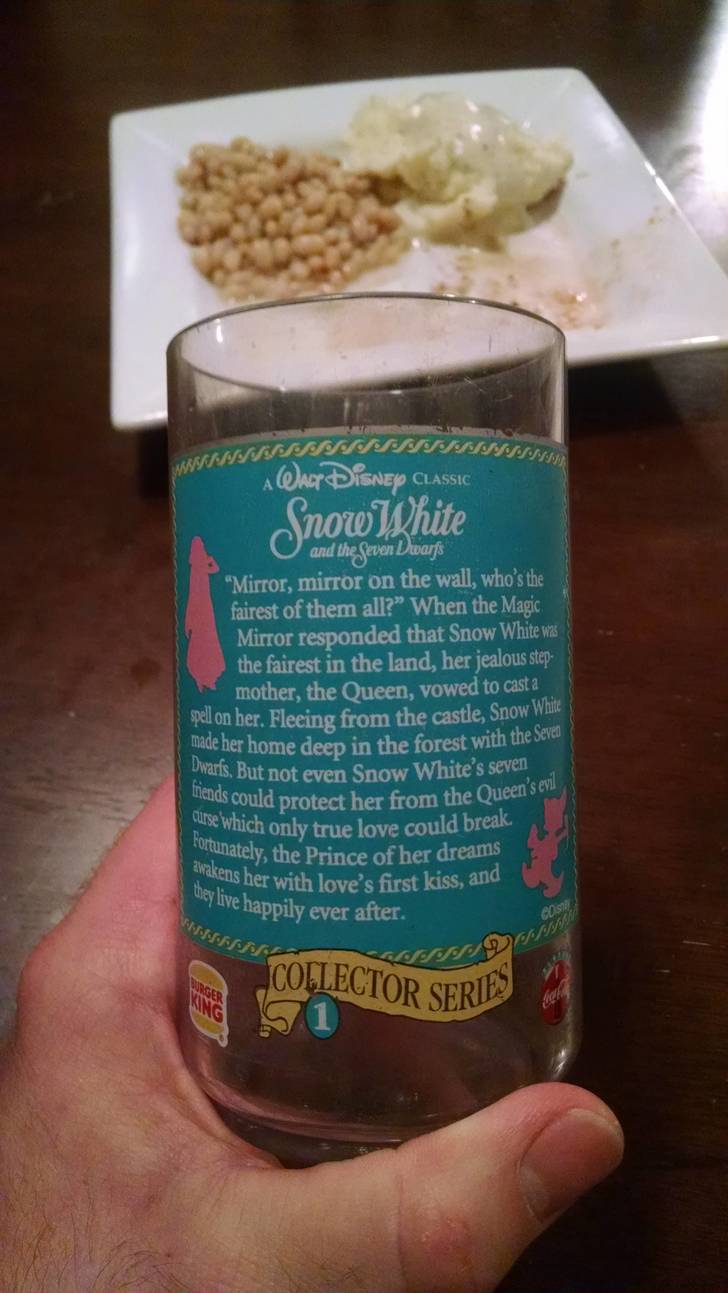 A WALT DISNEY CLASSIC
Snow White
and the Seven Dwarfs
"Mirror, mirror on the wall, who's the
fairest of them all?" When the Magic
Mirror responded that Snow White was
the fairest in the land, her jealous step-
mother, the Queen, vowed to cast a
spell on her. Fleeing from the castle, Snow White
made her home deep in the forest with the Seven
Dwarfs. But not even Snow White's seven
friends could protect her from the Queen's evil
curse which only true love could break.
Fortunately, the Prince of her dreams
awakens her with love's first kiss, and
they live happily ever after.
©Disney
BURGER
KING
COLLECTOR SERIES
1
Coca-Cola